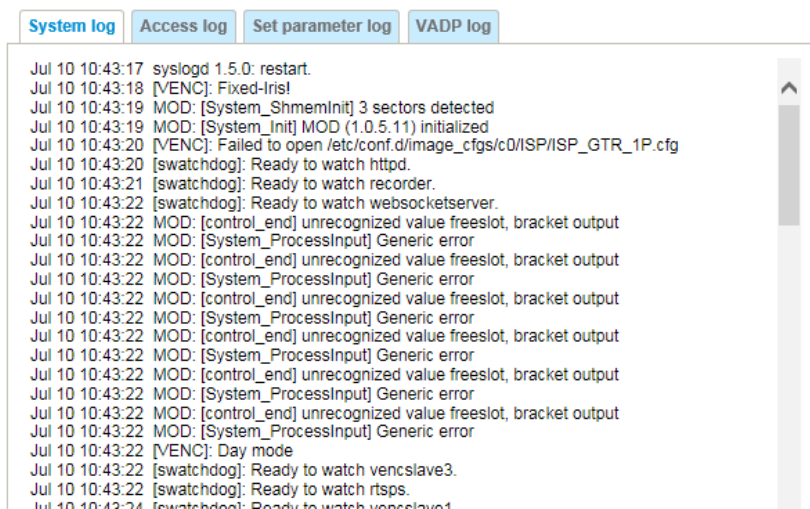 System log
Access log
Set parameter log
VADP log
Jul 10 10:43:17 syslogd 1.5.0: restart.
Jul 10 10:43:18 [VENC]: Fixed-Iris!
Jul 10 10:43:19 MOD: [System_ShmemInit] 3 sectors detected
Jul 10 10:43:19 MOD: [System_Init] MOD (1.0.5.11) initialized
Jul 10 10:43:20 [VENC]: Failed to open /etc/conf.d/image_cfgs/c0/ISP/ISP_GTR_1P.cfg
Jul 10 10:43:20 [swatchdog]: Ready to watch httpd.
Jul 10 10:43:21 [swatchdog]: Ready to watch recorder.
Jul 10 10:43:22 [swatchdog]: Ready to watch websocketserver.
Jul 10 10:43:22 MOD: [control_end] unrecognized value freeslot, bracket output
Jul 10 10:43:22 MOD: [System_ProcessInput] Generic error
Jul 10 10:43:22 MOD: [control_end] unrecognized value freeslot, bracket output
Jul 10 10:43:22 MOD: [System_ProcessInput] Generic error
Jul 10 10:43:22 MOD: [control_end] unrecognized value freeslot, bracket output
Jul 10 10:43:22 MOD: [System_ProcessInput] Generic error
Jul 10 10:43:22 MOD: [control_end] unrecognized value freeslot, bracket output
Jul 10 10:43:22 MOD: [System_ProcessInput] Generic error
Jul 10 10:43:22 MOD: [control_end] unrecognized value freeslot, bracket output
Jul 10 10:43:22 MOD: [System_ProcessInput] Generic error
Jul 10 10:43:22 MOD: [control_end] unrecognized value freeslot, bracket output
Jul 10 10:43:22 MOD: [System_ProcessInput] Generic error
Jul 10 10:43:22 [VENC]: Day mode
Jul 10 10:43:22 [swatchdog]: Ready to watch vencslave3.
Jul 10 10:43:22 [swatchdog]: Ready to watch rtsps.
Jul 10 10:43:24 [swatchdog]: Ready to watch vencslave1.